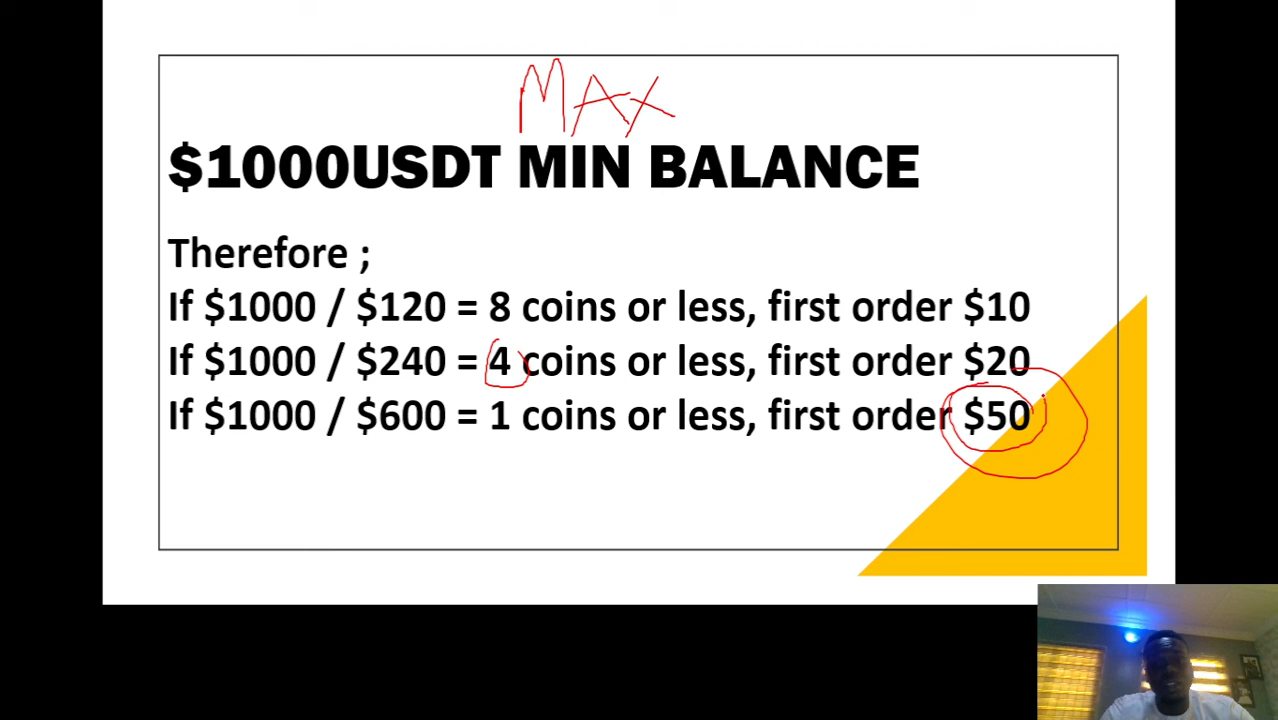 MAX
$1000USDT MIN BALANCE
Therefore ;
If $1000 / $120 = 8 coins or less, first order $10
If $1000 / $240 = 4 coins or less, first order $20
If $1000 / $600 = 1 coins or less, first order $50